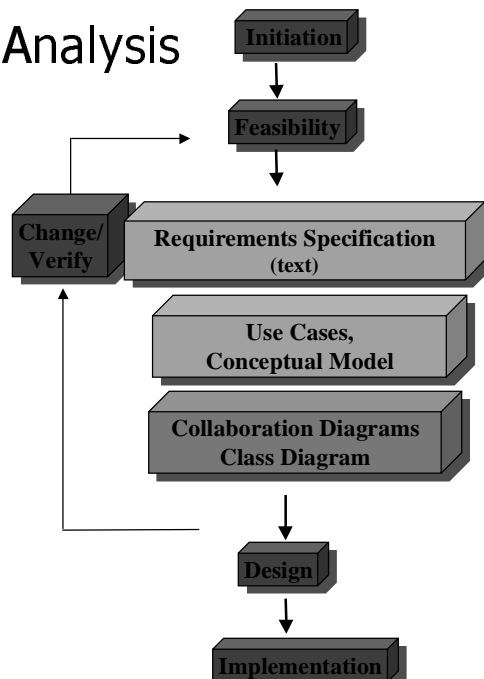 Analysis
Initiation
Feasibility
Change/
Verify
Requirements Specification
(text)
Use Cases,
Conceptual Model
Collaboration Diagrams
Class Diagram
Design
Implementation